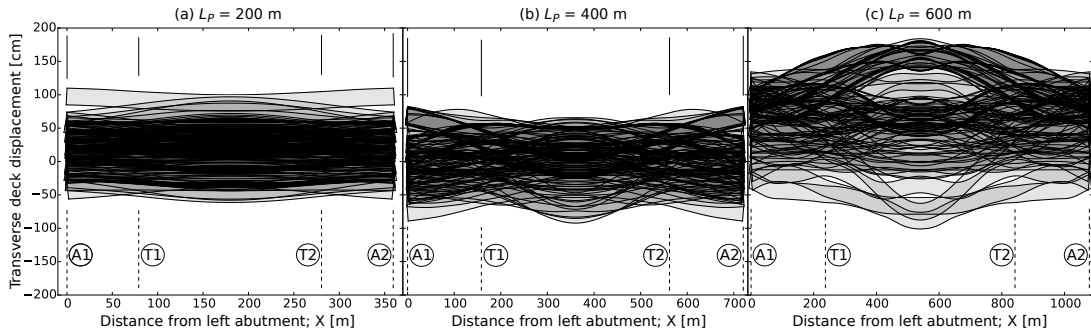 (a) L_P = 200 m
(b) L_P = 400 m
(c) L_P = 600 m
Transverse deck displacement [cm]
200
150
100
50
0
−50
−100
−150
−200
A1
T1
T2
A2
A1
T1
T2
A2
A1
T1
T2
A2
0 50 100 150 200 250 300 350
0 100 200 300 400 500 600 700
0 200 400 600 800 1000
Distance from left abutment; X [m]
Distance from left abutment; X [m]
Distance from left abutment; X [m]